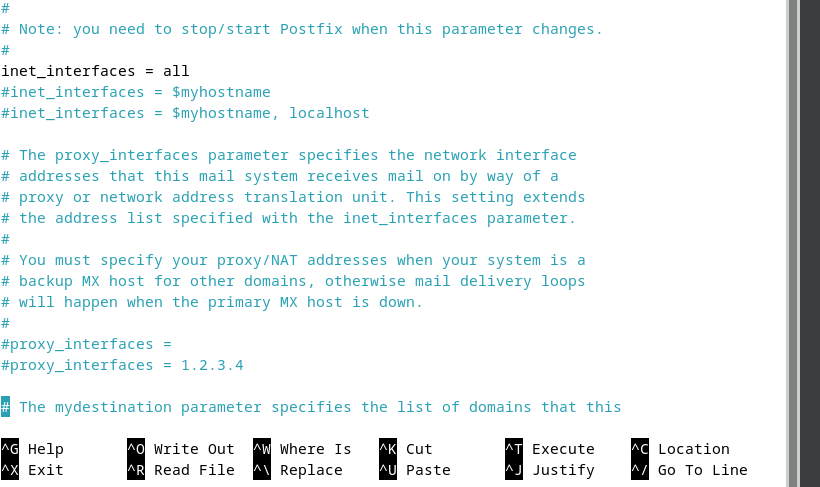 #
# Note: you need to stop/start Postfix when this parameter changes.
#
inet_interfaces = all
#inet_interfaces = $myhostname
#inet_interfaces = $myhostname, localhost
# The proxy_interfaces parameter specifies the network interface
# addresses that this mail system receives mail on by way of a
# proxy or network address translation unit. This setting extends
# the address list specified with the inet_interfaces parameter.
#
# You must specify your proxy/NAT addresses when your system is a
# backup MX host for other domains, otherwise mail delivery loops
# will happen when the primary MX host is down.
#
#proxy_interfaces =
#proxy_interfaces = 1.2.3.4
# The mydestination parameter specifies the list of domains that this
^G Help ^O Write Out ^W Where Is ^K Cut ^T Execute ^C Location
^X Exit ^R Read File ^\ Replace ^U Paste ^J Justify ^/ Go To Line